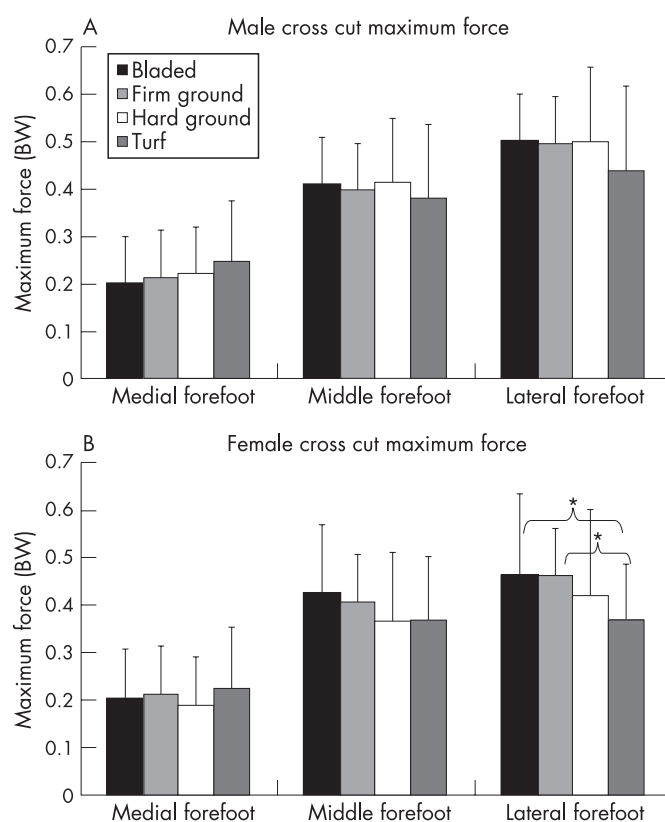 A Male cross cut maximum force
Bladed
Firm ground
Hard ground
Turf
Maximum force (BW)
0.7
0.6
0.5
0.4
0.3
0.2
0.1
0
Medial forefoot Middle forefoot Lateral forefoot
B Female cross cut maximum force
Maximum force (BW)
0.7
0.6
0.5
0.4
0.3
0.2
0.1
0
*
*
Medial forefoot Middle forefoot Lateral forefoot